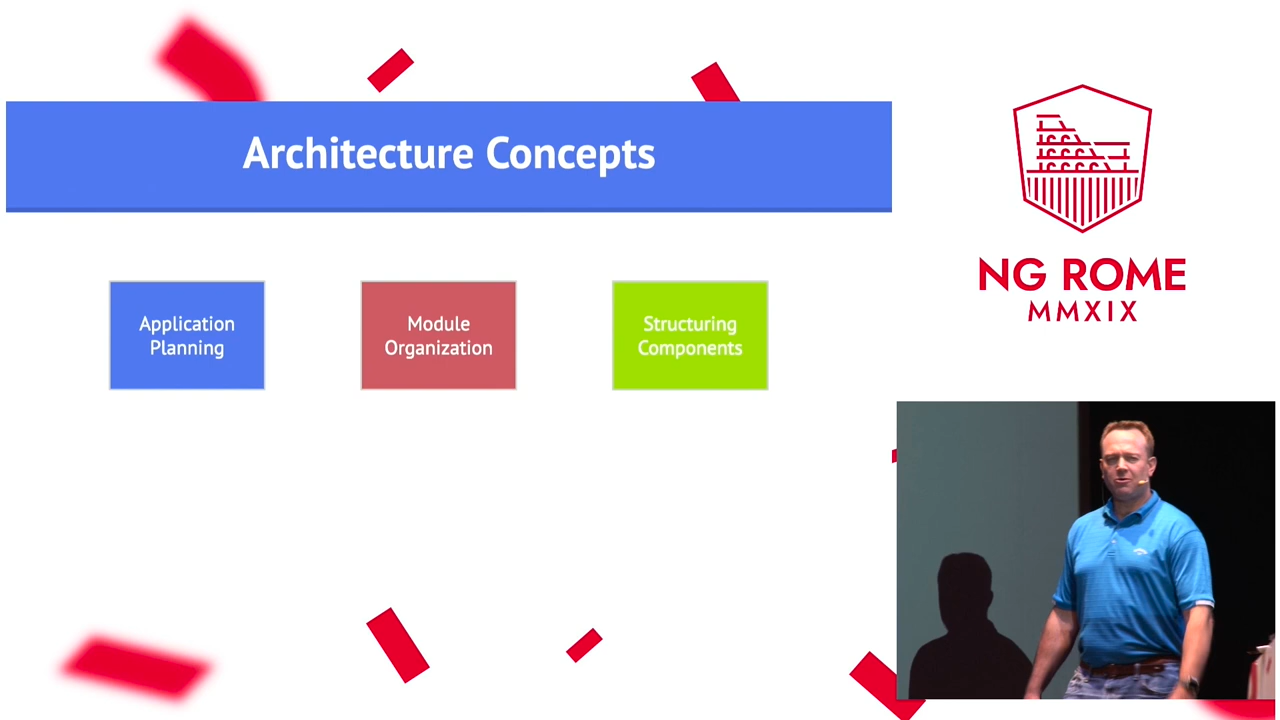 Architecture Concepts
Application
Planning
Module
Organization
Structuring
Components
NG ROME
MMXIX